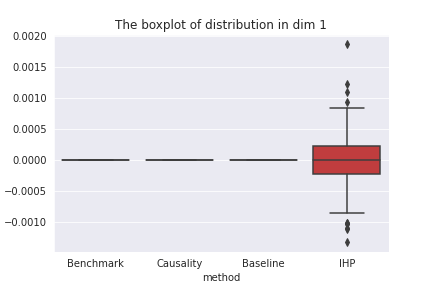 The boxplot of distribution in dim 1
0.0020
0.0015
0.0010
0.0005
0.0000
−0.0005
−0.0010
Benchmark Causality Baseline IHP
method